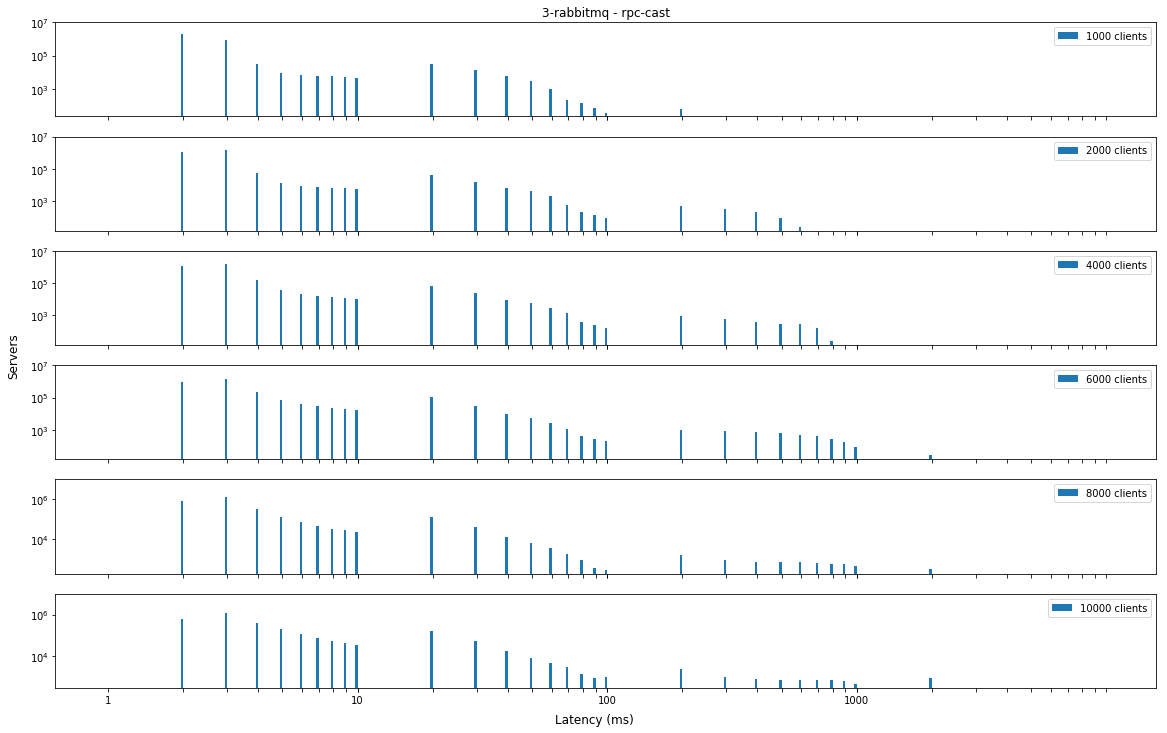 3-rabbitmq - rpc-cast
10^7
10^5
10^3
1000 clients
10^7
10^5
10^3
2000 clients
10^7
10^5
10^3
4000 clients
Servers
10^7
10^5
10^3
6000 clients
10^6
10^4
8000 clients
10^6
10^4
10000 clients
1 10 100 1000
Latency (ms)